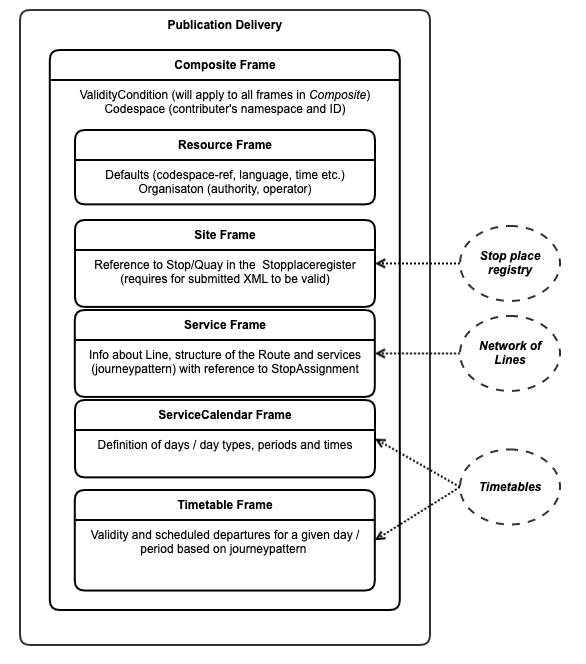 Publication Delivery
Composite Frame
ValidityCondition (will apply to all frames in Composite)
Codespace (contributer's namespace and ID)
Resource Frame
Defaults (codespace-ref, language, time etc.)
Organisaton (authority, operator)
Site Frame
Reference to Stop/Quay in the Stopplaceregister
(requires for submitted XML to be valid)
Stop place
registry
Service Frame
Info about Line, structure of the Route and services
(journeypattern) with reference to StopAssignment
Network of
Lines
ServiceCalendar Frame
Definition of days / day types, periods and times
Timetables
Timetable Frame
Validity and scheduled departures for a given day /
period based on journeypattern